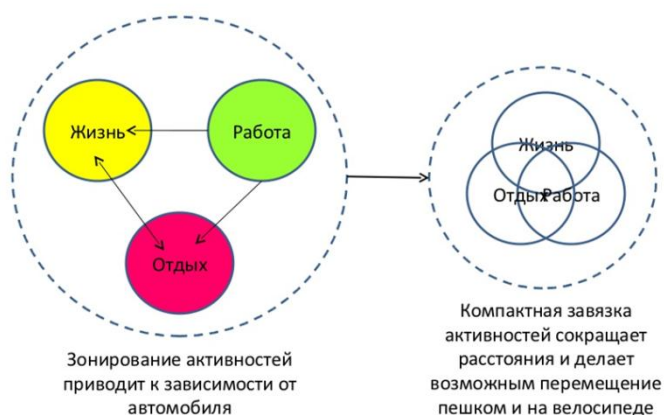 Жизнь
Работа
Отдых
Зонирование активностей
приводит к зависимости от
автомобиля
Жизнь
Отдых
Работа
Компактная завязка
активностей сокращает
расстояния и делает
возможным перемещение
пешком и на велосипеде